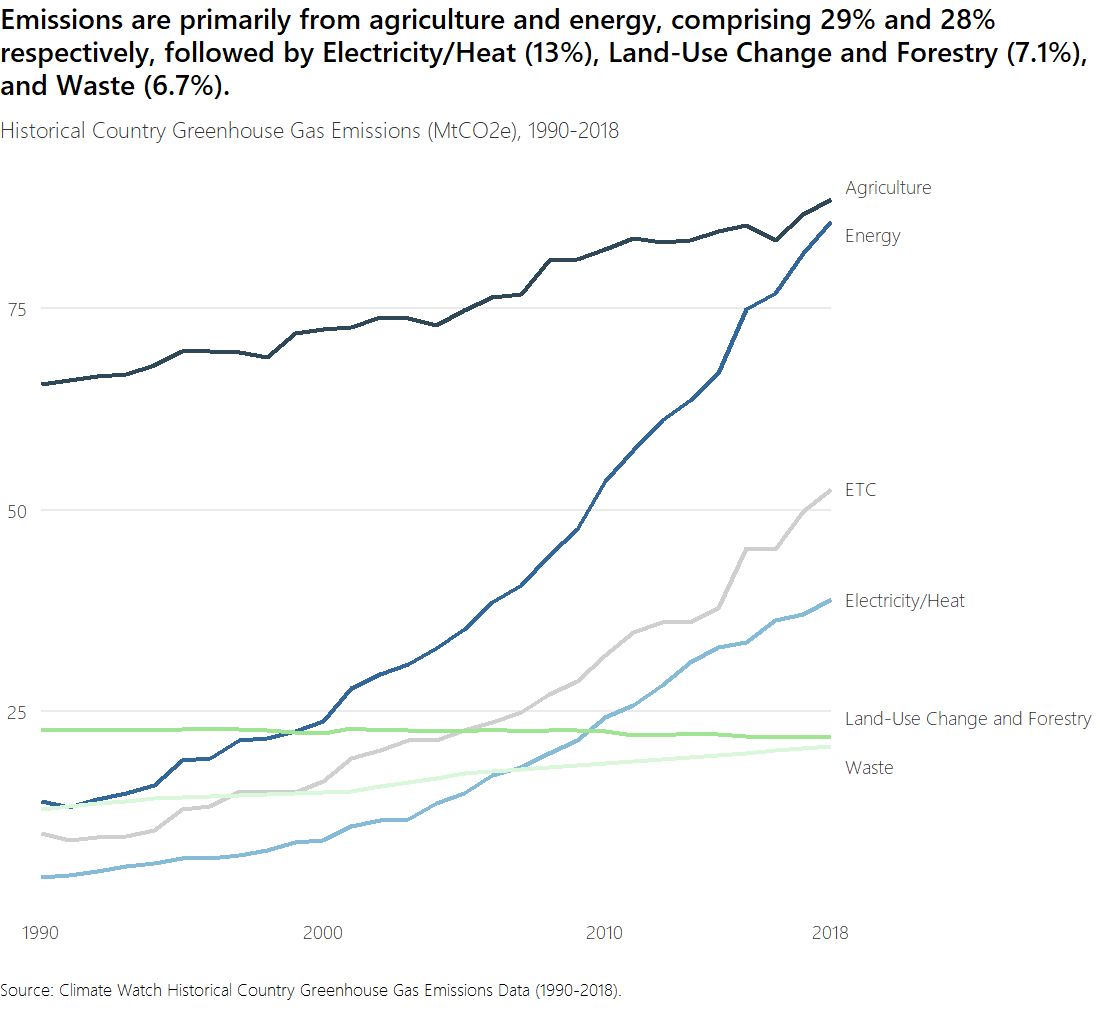 Emissions are primarily from agriculture and energy, comprising 29% and 28%
respectively, followed by Electricity/Heat (13%), Land-Use Change and Forestry (7.1%),
and Waste (6.7%).
Historical Country Greenhouse Gas Emissions (MtCO2e), 1990-2018
Agriculture
Energy
75
ETC
50
Electricity/Heat
25
Land-Use Change and Forestry
Waste
1990 2000 2010 2018
Source: Climate Watch Historical Country Greenhouse Gas Emissions Data (1990-2018).